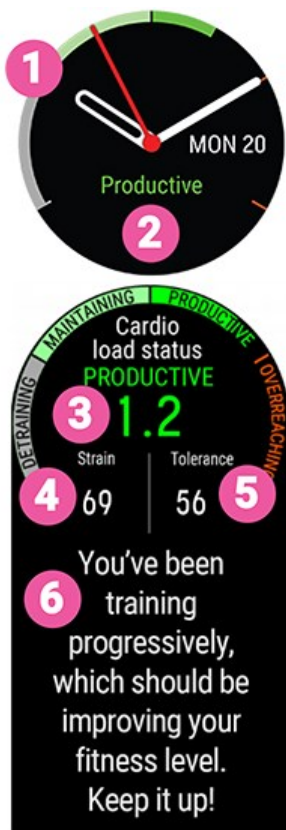 1
MON 20
Productive
2
DETRAINING
MAINTAINING
PRODUCTIVE
OVERREACHING
Cardio
load status
PRODUCTIVE
3
1.2
Strain
Tolerance
4
69
56
5
6
You've been
training
progressively,
which should be
improving your
fitness level.
Keep it up!